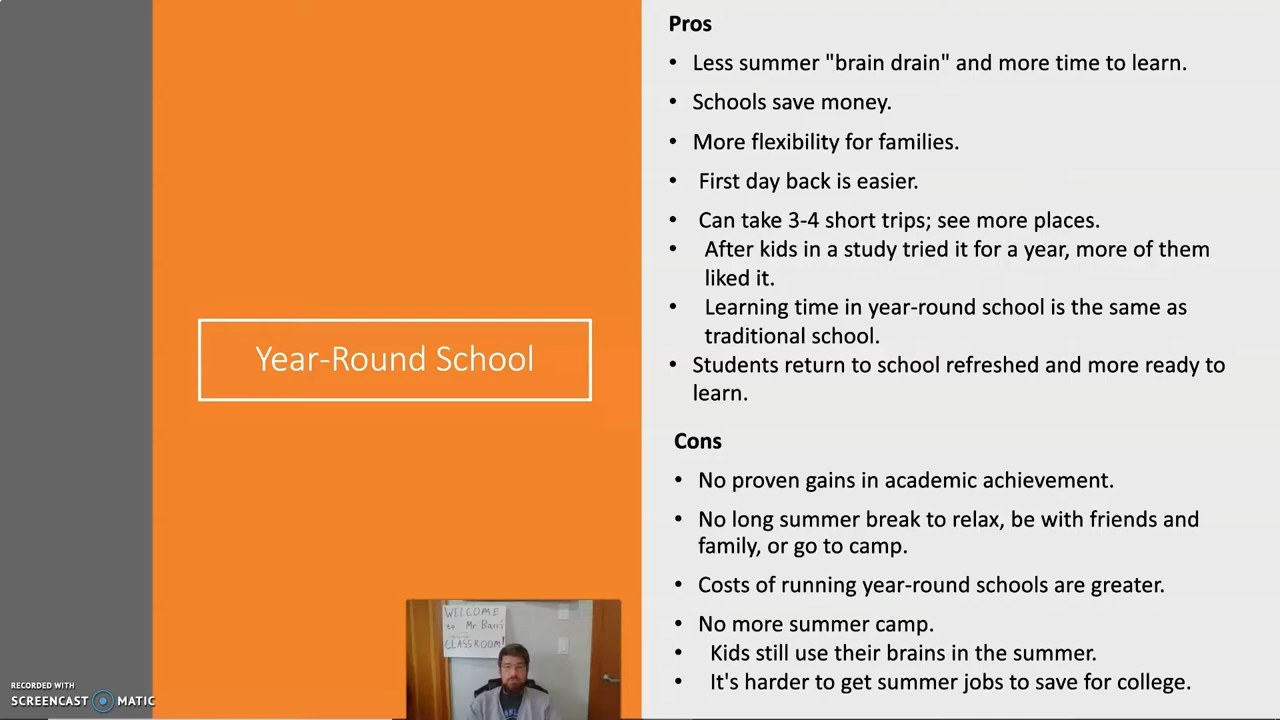 Pros
• Less summer "brain drain" and more time to learn.
• Schools save money.
• More flexibility for families.
• First day back is easier.
• Can take 3-4 short trips; see more places.
• After kids in a study tried it for a year, more of them
liked it.
• Learning time in year-round school is the same as
traditional school.
• Students return to school refreshed and more ready to
learn.
Year-Round School
Cons
• No proven gains in academic achievement.
• No long summer break to relax, be with friends and
family, or go to camp.
• Costs of running year-round schools are greater.
• No more summer camp.
• Kids still use their brains in the summer.
• It's harder to get summer jobs to save for college.
WELCOME
to Mr Barr's
CLASSROOM!
RECORDED WITH
SCREENCAST MATIC